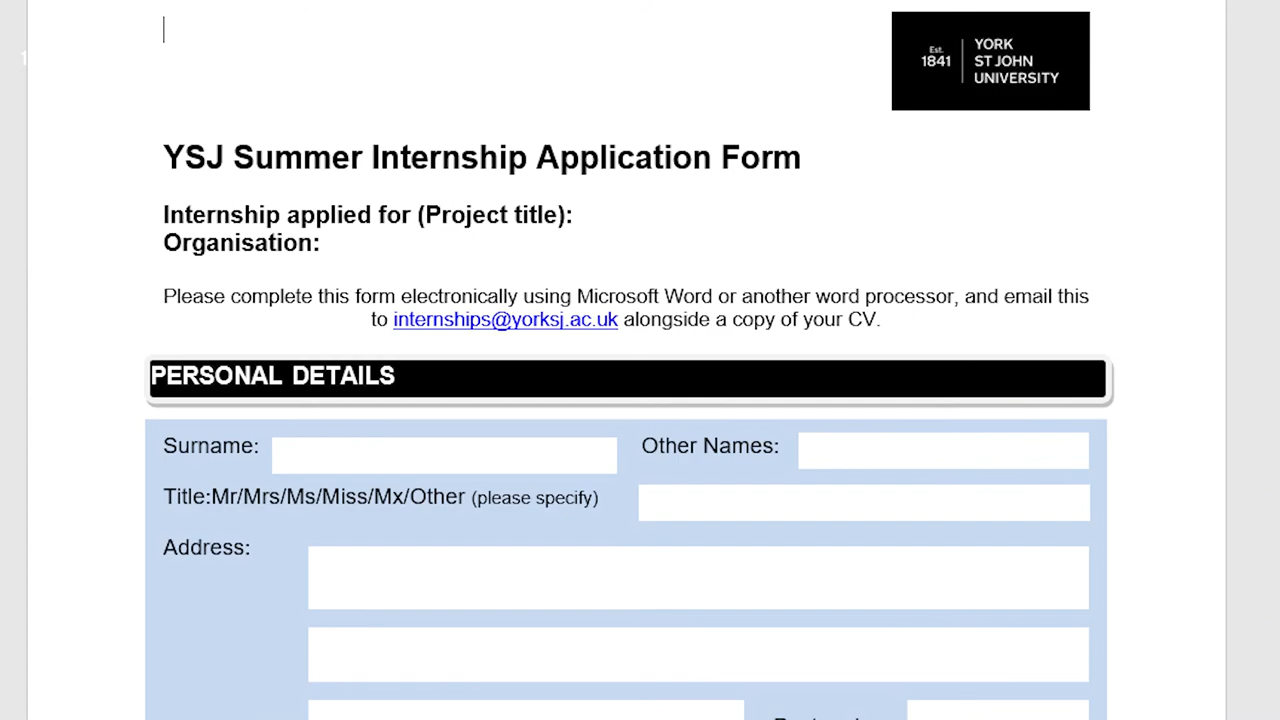 Est.
1841
YORK
ST JOHN
UNIVERSITY
YSJ Summer Internship Application Form
Internship applied for (Project title):
Organisation:
Please complete this form electronically using Microsoft Word or another word processor, and email this
to internships@yorksj.ac.uk alongside a copy of your CV.
PERSONAL DETAILS
Surname:
Other Names:
Title:Mr/Mrs/Ms/Miss/Mx/Other (please specify)
Address: